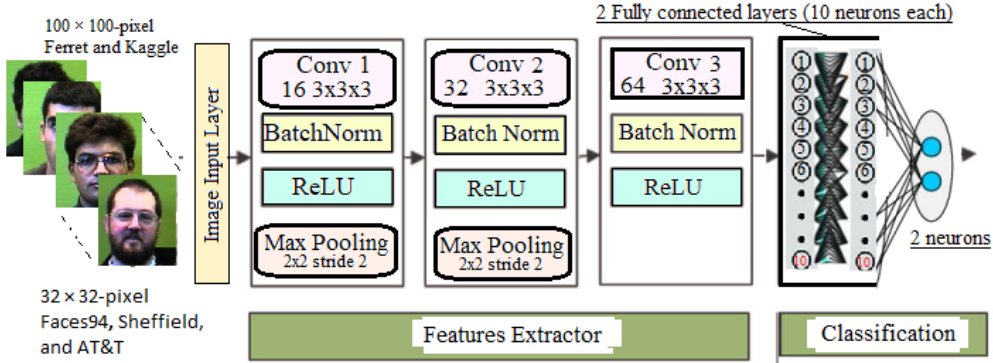 100 × 100-pixel
Ferret and Kaggle
32 × 32-pixel
Faces94, Sheffield,
and AT&T
Image Input Layer
Conv 1
16 3x3x3
BatchNorm
ReLU
Max Pooling
2x2 stride 2
Conv 2
32 3x3x3
Batch Norm
ReLU
Max Pooling
2x2 stride 2
Conv 3
64 3x3x3
Batch Norm
ReLU
Features Extractor
2 Fully connected layers (10 neurons each)
1 1
2 2
3 3
4 4
5 5
6 6
10 10
2 neurons
Classification